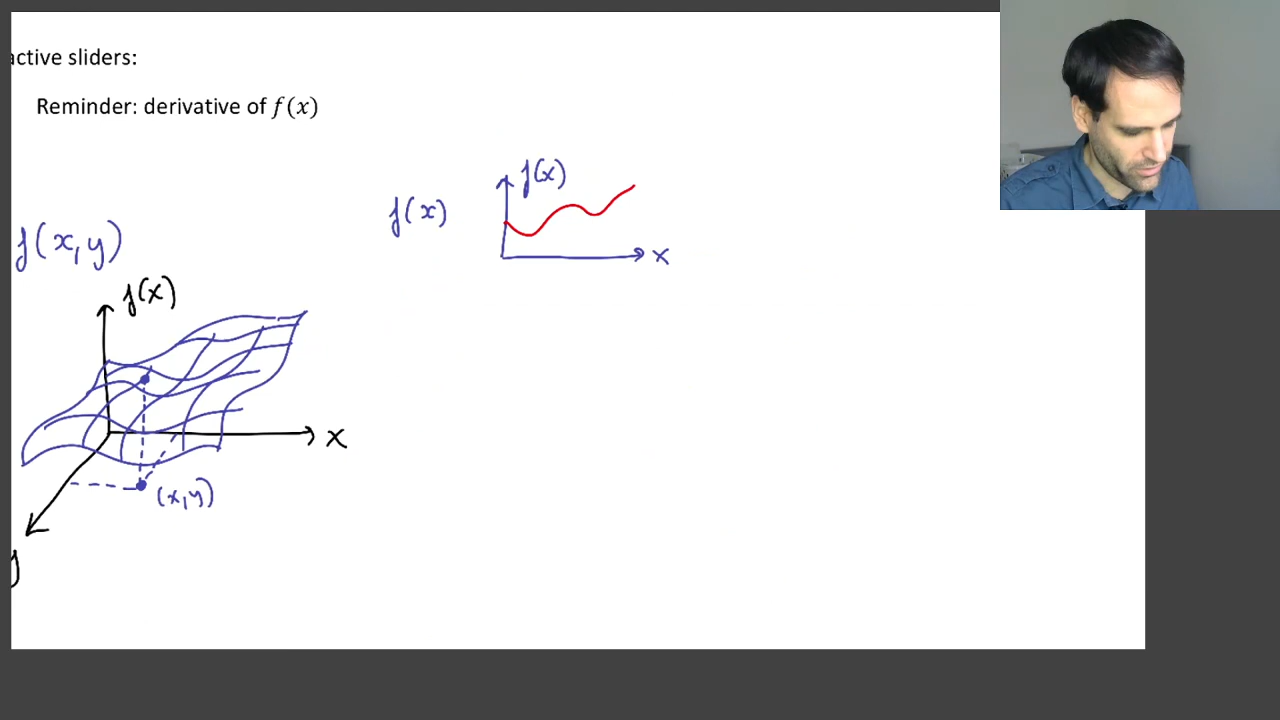 active sliders:
Reminder: derivative of f(x)
f(x)
f(x)
x
f(x,y)
f(x)
x
(x,y)
y